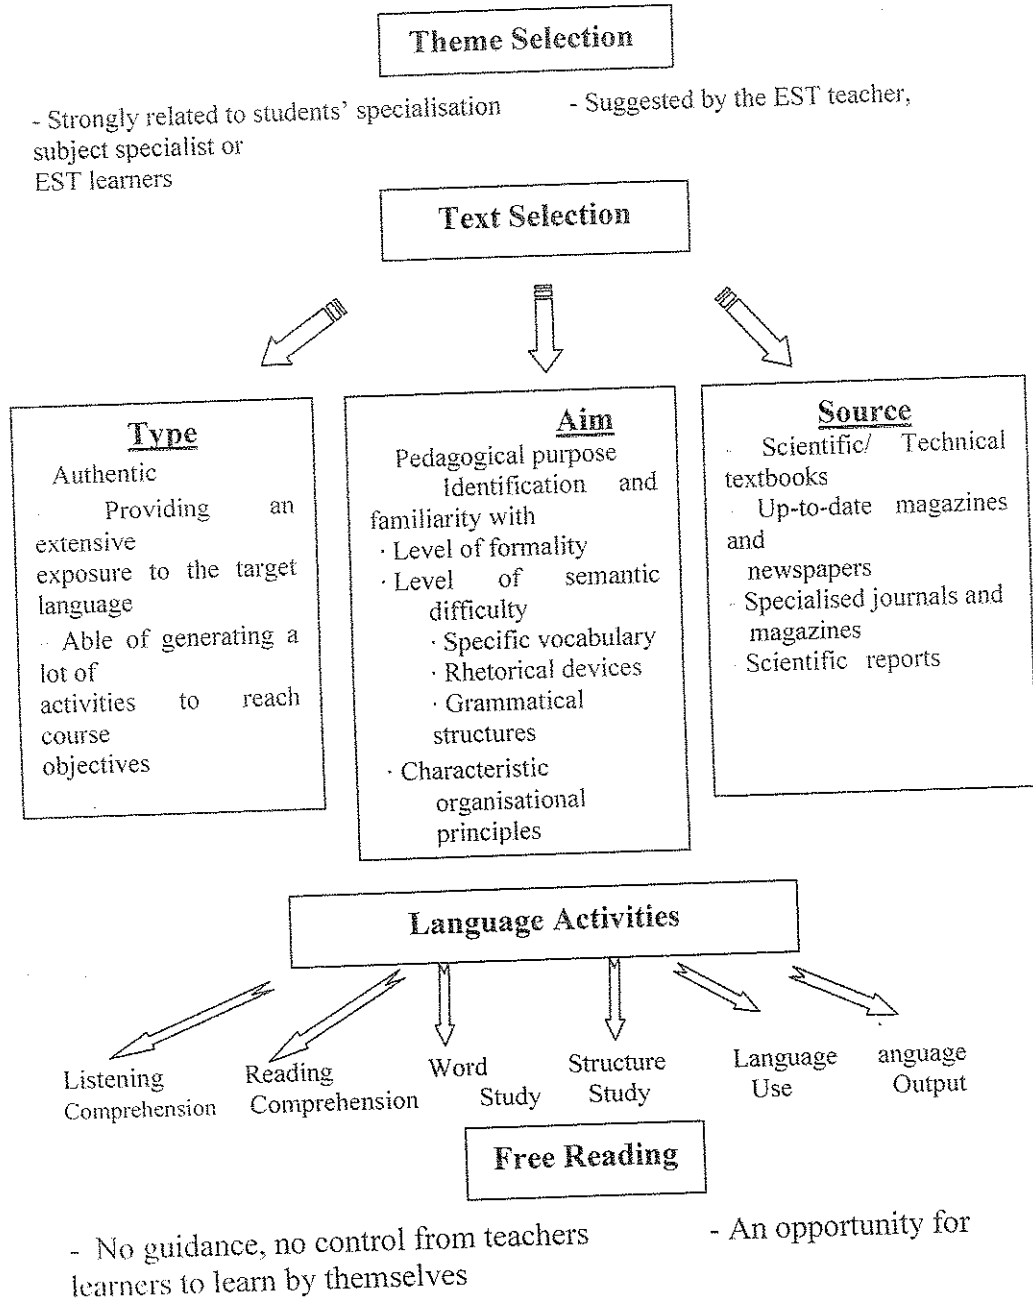 Theme Selection
- Strongly related to students' specialisation - Suggested by the EST teacher,
subject specialist or
EST learners
Text Selection
Type
Authentic
· Providing an
extensive
exposure to the target
language
· Able of generating a
lot of
activities to reach
course
objectives
Aim
Pedagogical purpose
Identification and
familiarity with
· Level of formality
· Level of semantic
difficulty
· Specific vocabulary
· Rhetorical devices
· Grammatical
structures
· Characteristic
organisational
principles
Source
· Scientific/ Technical
textbooks
· Up-to-date magazines
and
newspapers
· Specialised journals and
magazines
· Scientific reports
Language Activities
Listening
Comprehension
Reading
Comprehension
Word
Study
Structure
Study
Language
Use
anguage
Output
Free Reading
- No guidance, no control from teachers - An opportunity for
learners to learn by themselves